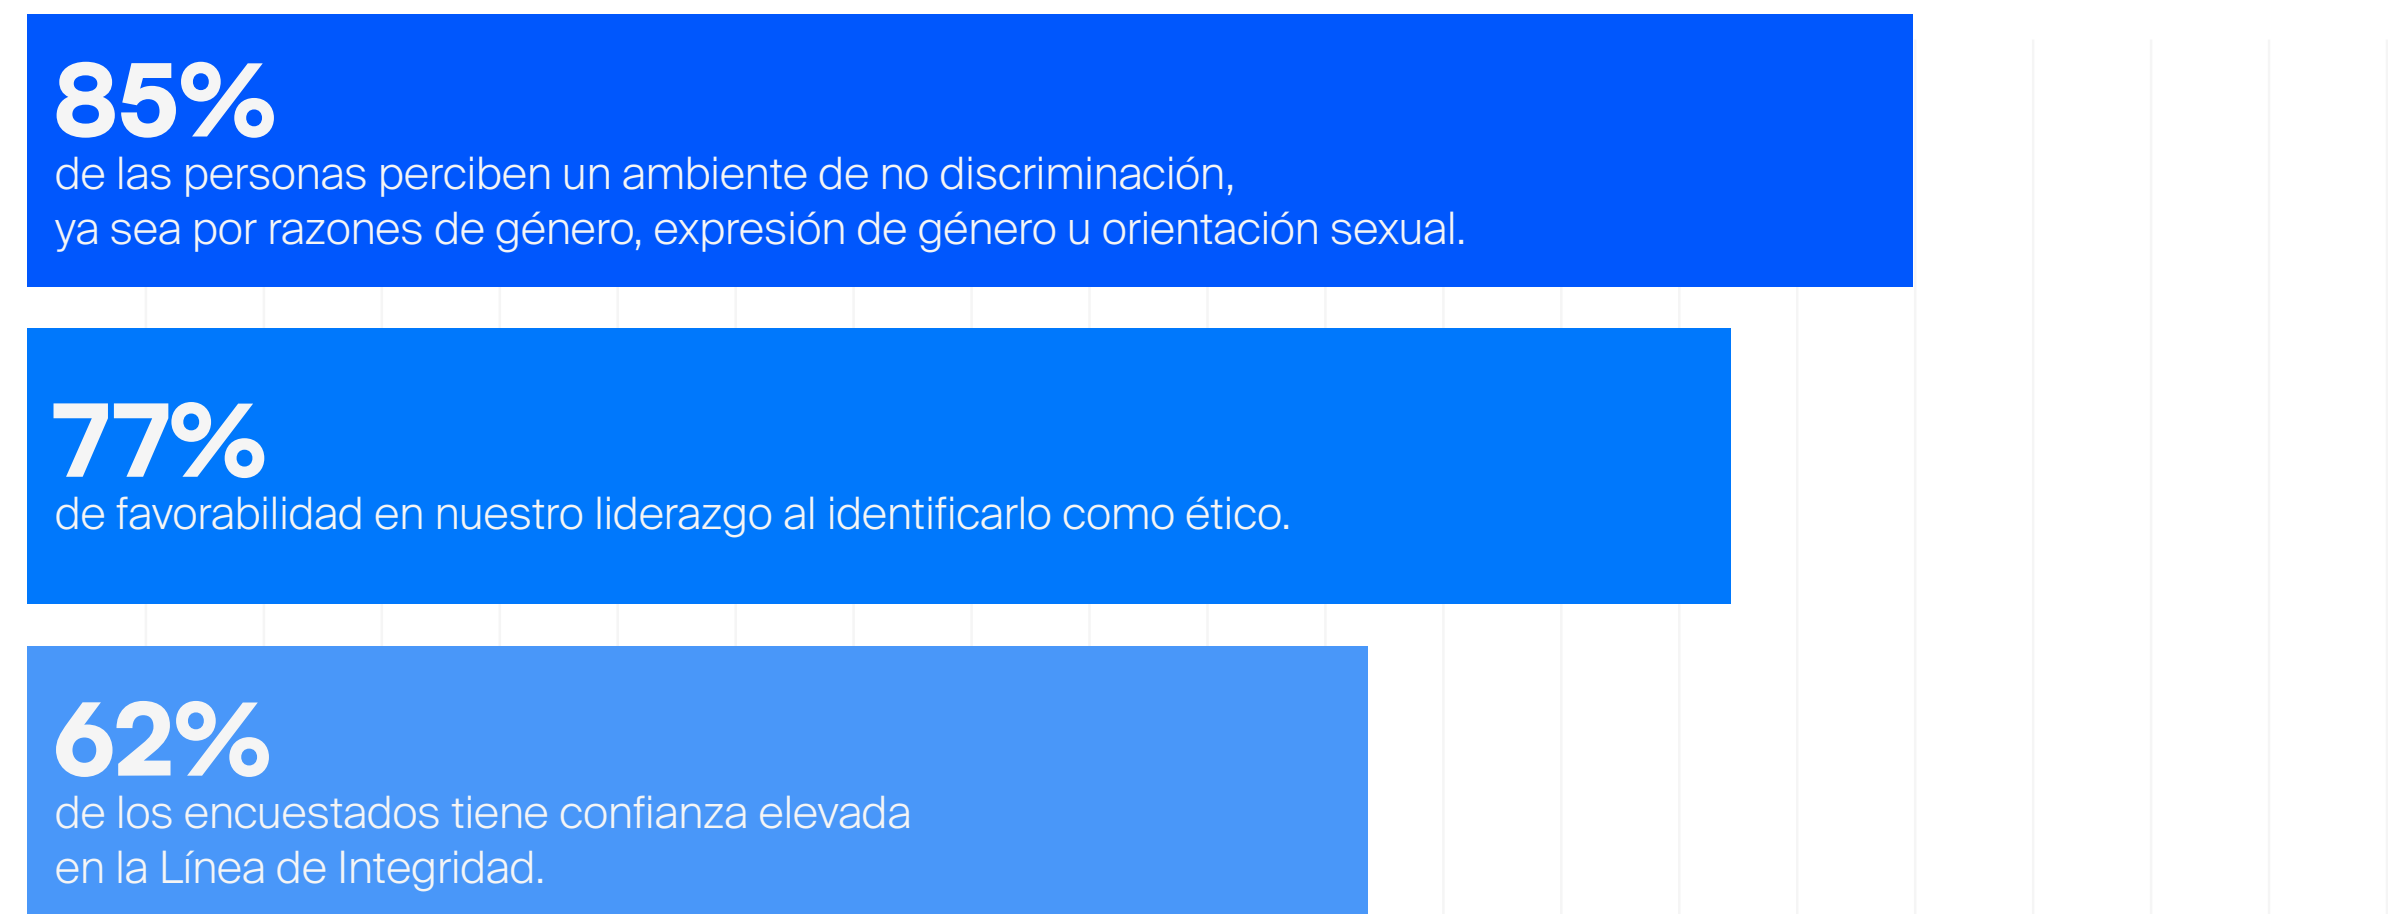 85%
de las personas perciben un ambiente de no discriminación,
ya sea por razones de género, expresión de género u orientación sexual.
77%
de favorabilidad en nuestro liderazgo al identificarlo como ético.
62%
de los encuestados tiene confianza elevada
en la Línea de Integridad.